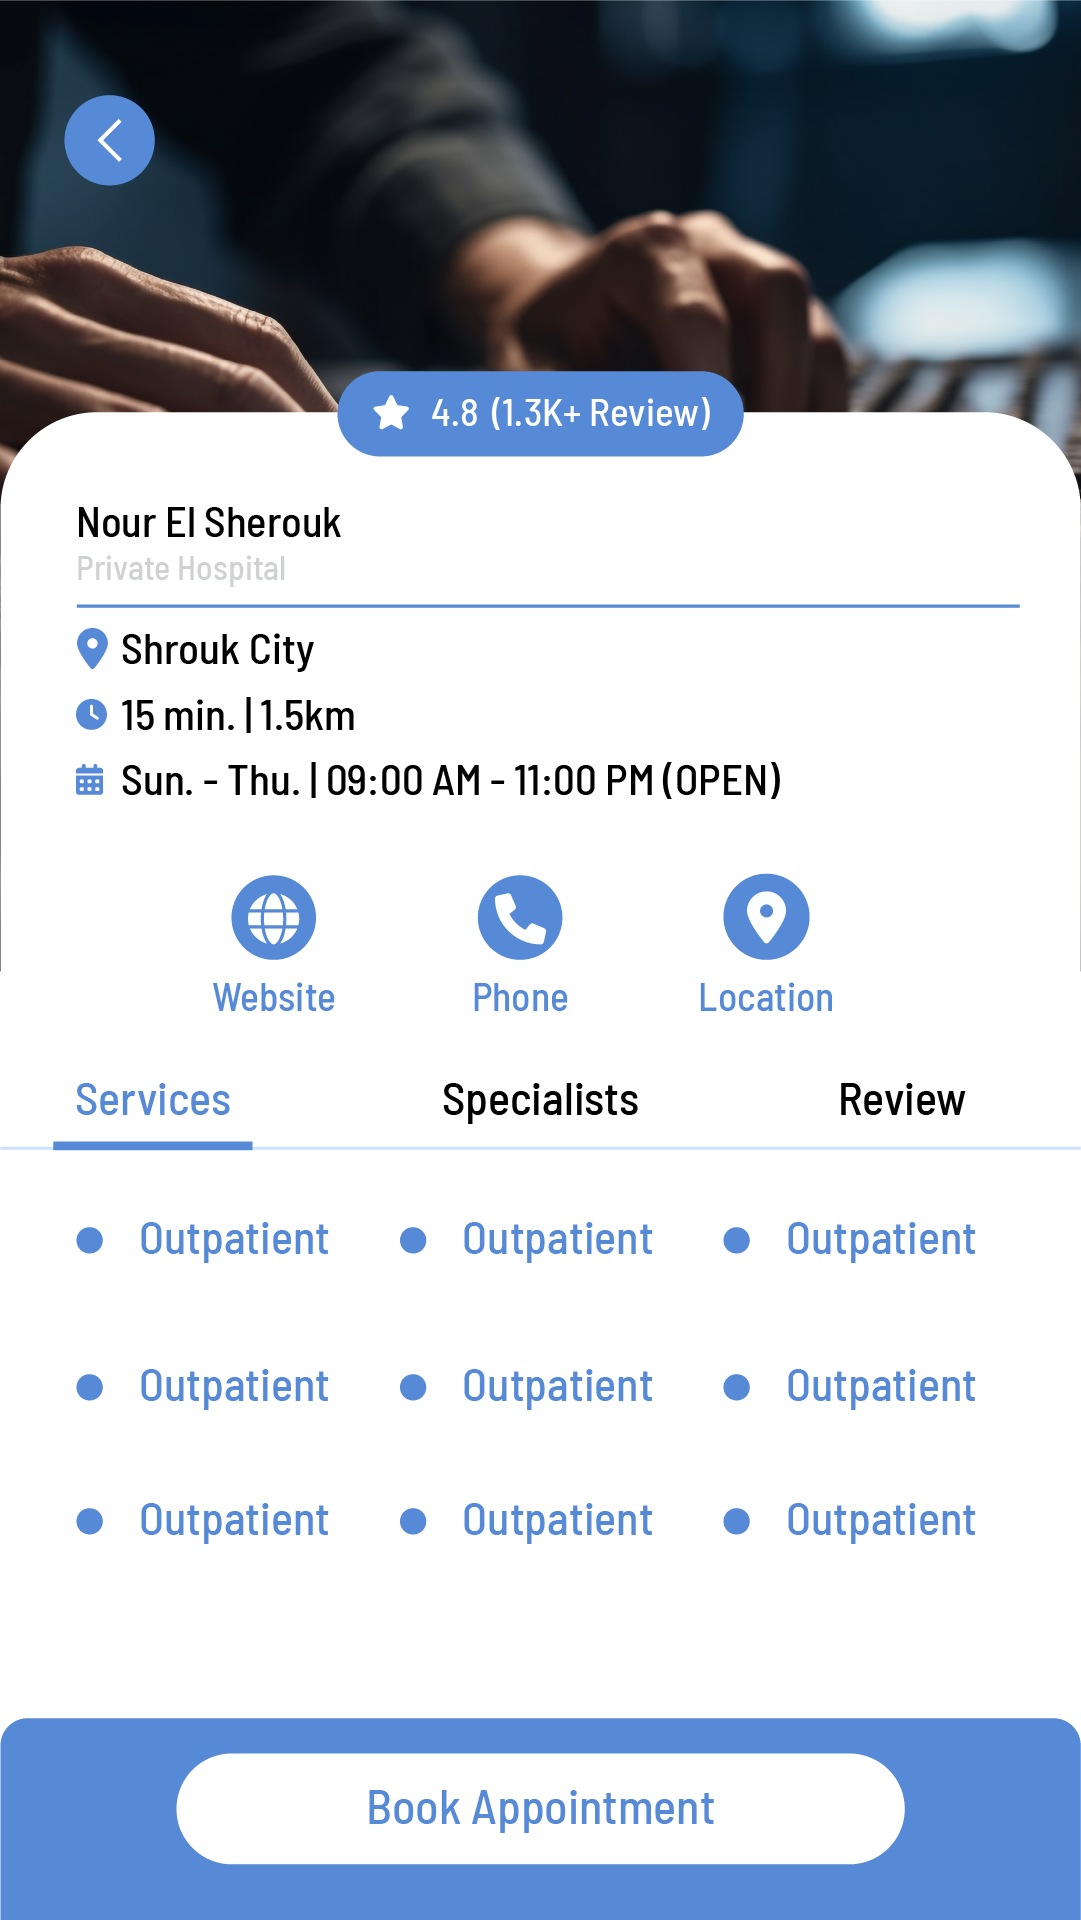 4.8 (1.3K+ Review)
Nour El Sherouk
Private Hospital
Shrouk City
15 min. | 1.5km
Sun. - Thu. | 09:00 AM - 11:00 PM (OPEN)
Website Phone Location
Services Specialists Review
Outpatient Outpatient Outpatient
Outpatient Outpatient Outpatient
Outpatient Outpatient Outpatient
Book Appointment